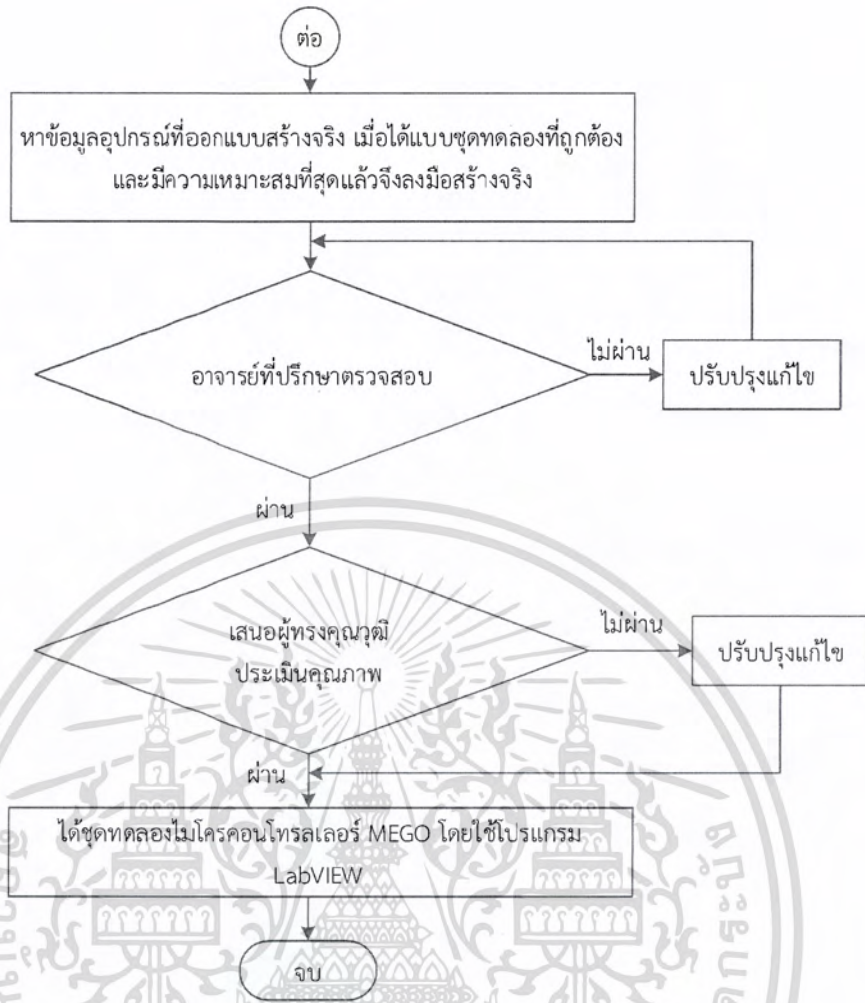 ต่อ
หาข้อมูลอุปกรณ์ที่ออกแบบสร้างจริง เมื่อได้แบบชุดทดลองที่ถูกต้อง
และมีความเหมาะสมที่สุดแล้วจึงลงมือสร้างจริง
อาจารย์ที่ปรึกษาตรวจสอบ
ไม่ผ่าน
ปรับปรุงแก้ไข
ผ่าน
เสนอผู้ทรงคุณวุฒิ
ประเมินคุณภาพ
ไม่ผ่าน
ปรับปรุงแก้ไข
ผ่าน
ได้ชุดทดลองไมโครคอนโทรลเลอร์ MEGO โดยใช้โปรแกรม
LabVIEW
จบ